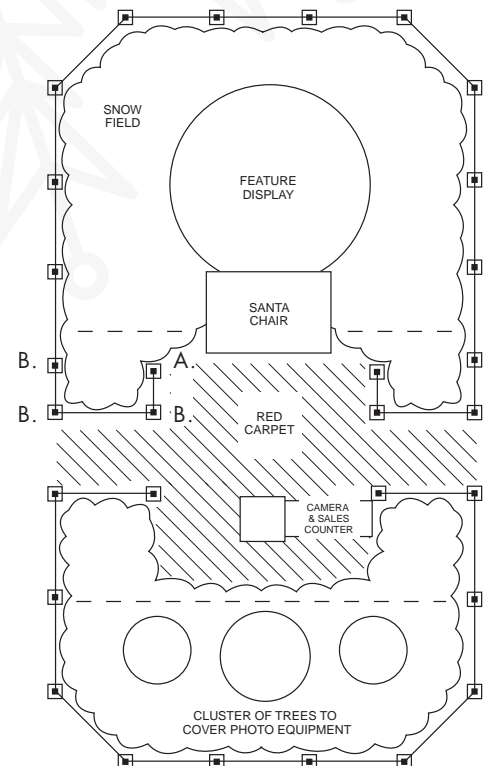 SNOW
FIELD
FEATURE
DISPLAY
SANTA
CHAIR
B. A.
B. B.
RED
CARPET
CAMERA
& SALES
COUNTER
CLUSTER OF TREES TO
COVER PHOTO EQUIPMENT